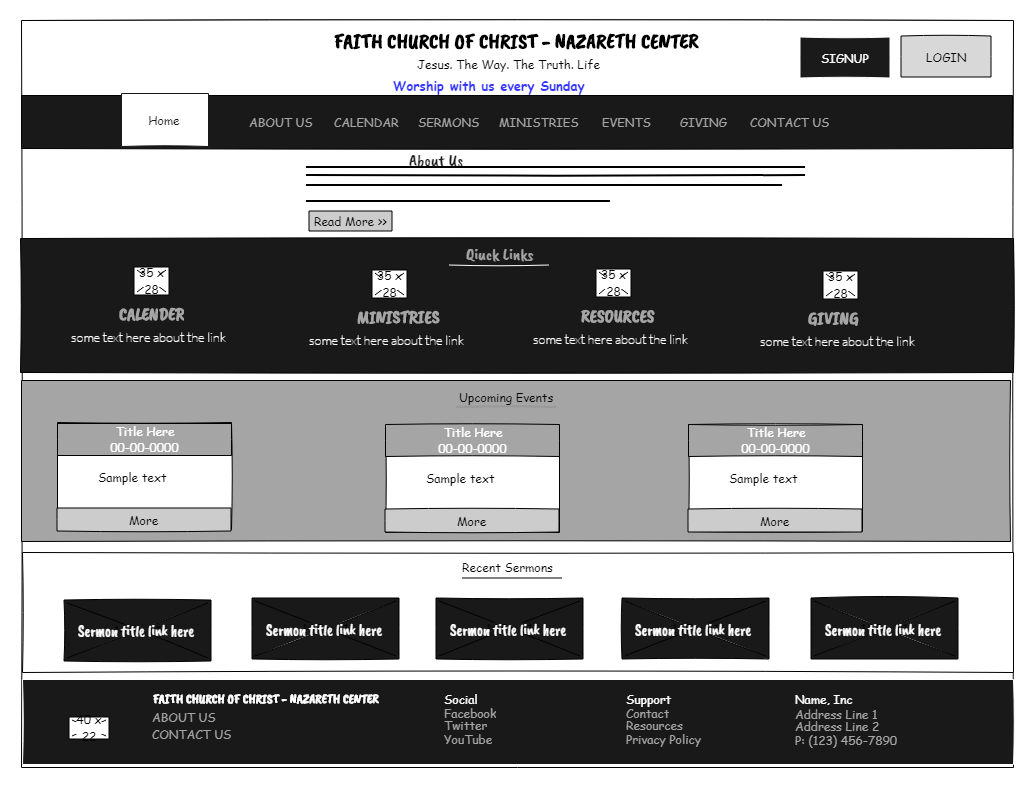 FAITH CHURCH OF CHRIST - NAZARETH CENTER
Jesus. The Way. The Truth. Life
Worship with us every Sunday
SIGNUP
LOGIN
Home
ABOUT US
CALENDAR
SERMONS
MINISTRIES
EVENTS
GIVING
CONTACT US
About Us
Read More >>
Qiuck Links
35 x
28
35 x
28
35 x
28
35 x
28
CALENDER
MINISTRIES
RESOURCES
GIVING
some text here about the link
some text here about the link
some text here about the link
some text here about the link
Upcoming Events
Title Here
00-00-0000
Sample text
More
Title Here
00-00-0000
Sample text
More
Title Here
00-00-0000
Sample text
More
Recent Sermons
Sermon title link here
Sermon title link here
Sermon title link here
Sermon title link here
Sermon title link here
40 x
22
FAITH CHURCH OF CHRIST - NAZARETH CENTER
ABOUT US
CONTACT US
Social
Facebook
Twitter
YouTube
Support
Contact
Resources
Privacy Policy
Name, Inc
Address Line 1
Address Line 2
P: (123) 456-7890